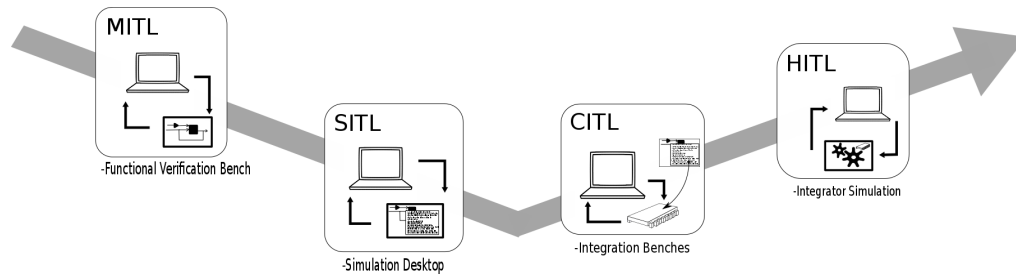 MITL
-Functional Verification Bench
SITL
-Simulation Desktop
CITL
-Integration Benches
HITL
-Integrator Simulation